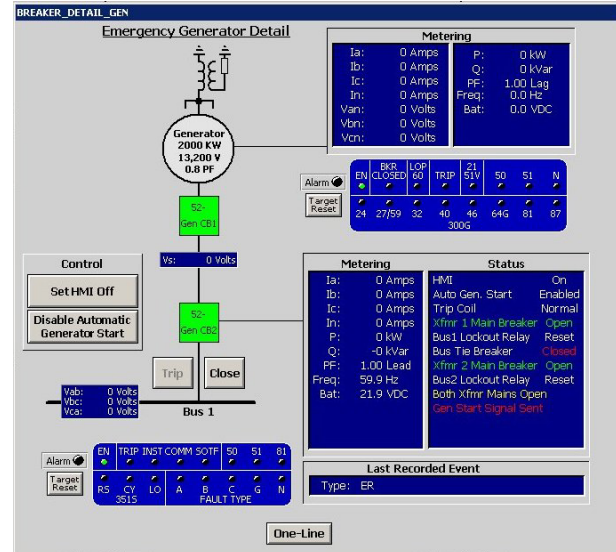 BREAKER_DETAIL_GEN
Emergency Generator Detail
Metering
Ia: 0 Amps
Ib: 0 Amps
Ic: 0 Amps
In: 0 Amps
Van: 0 Volts
Vbn: 0 Volts
Vcn: 0 Volts
P: 0 kW
Q: 0 kVar
PF: 1.00 Lag
Freq: 0.0 Hz
Bat: 0.0 VDC
Generator
2000 KW
13,200 V
0.8 PF
Alarm
Target
Reset
BKR LOP 21
EN CLOSED 60 TRIP 51V 50 51 N
24 27/59 32 40 46 64G 81 87
300G
52-
Gen CB1
Vs: 0 Volts
Control
Set HMI Off
Disable Automatic
Generator Start
52-
Gen CB2
Trip
Close
Vab: 0 Volts
Vbc: 0 Volts
Vca: 0 Volts
Bus 1
Metering
Ia: 0 Amps
Ib: 0 Amps
Ic: 0 Amps
In: 0 Amps
P: 0 kW
Q: -0 kVar
PF: 1.00 Lead
Freq: 59.9 Hz
Bat: 21.9 VDC
Status
HMI On
Auto Gen. Start Enabled
Trip Coil Normal
Xfmr 1 Main Breaker Open
Bus1 Lockout Relay Reset
Bus Tie Breaker Closed
Xfmr 2 Main Breaker Open
Bus2 Lockout Relay Reset
Both Xfmr Mains Open
Gen Start Signal Sent
Alarm
Target
Reset
EN TRIP INST COMM SOTF 50 51 81
RS CY LO A B C G N
351S FAULT TYPE
Last Recorded Event
Type: ER
One-Line